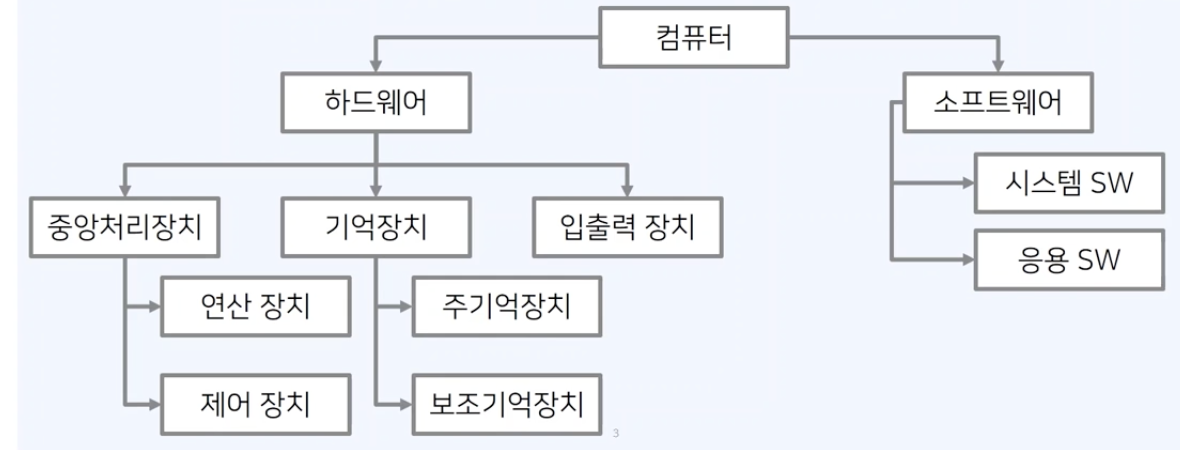 컴퓨터
하드웨어
소프트웨어
시스템 SW
응용 SW
중앙처리장치
기억장치
입출력 장치
연산 장치
주기억장치
제어 장치
보조기억장치
3